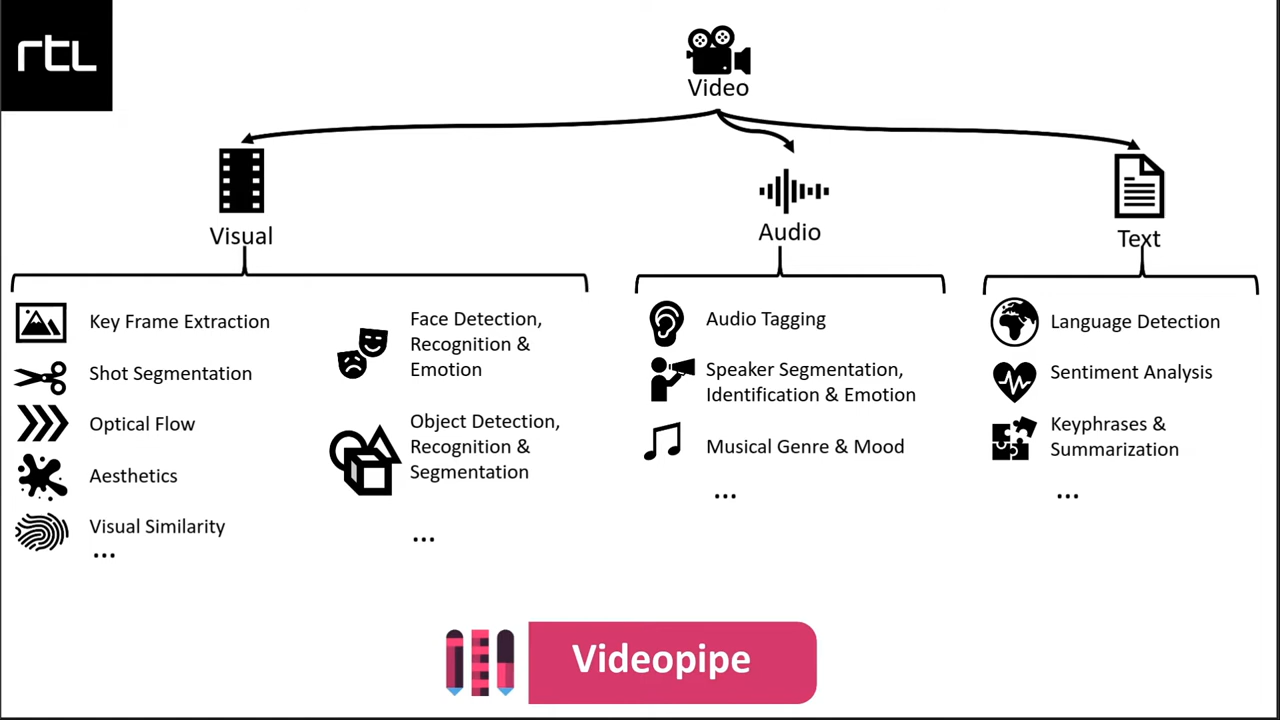 rtl
Video
Visual
Audio
Text
Key Frame Extraction
Shot Segmentation
Optical Flow
Aesthetics
Visual Similarity
...
Face Detection,
Recognition &
Emotion
Object Detection,
Recognition &
Segmentation
...
Audio Tagging
Speaker Segmentation,
Identification & Emotion
Musical Genre & Mood
...
Language Detection
Sentiment Analysis
Keyphrases &
Summarization
...
Videopipe